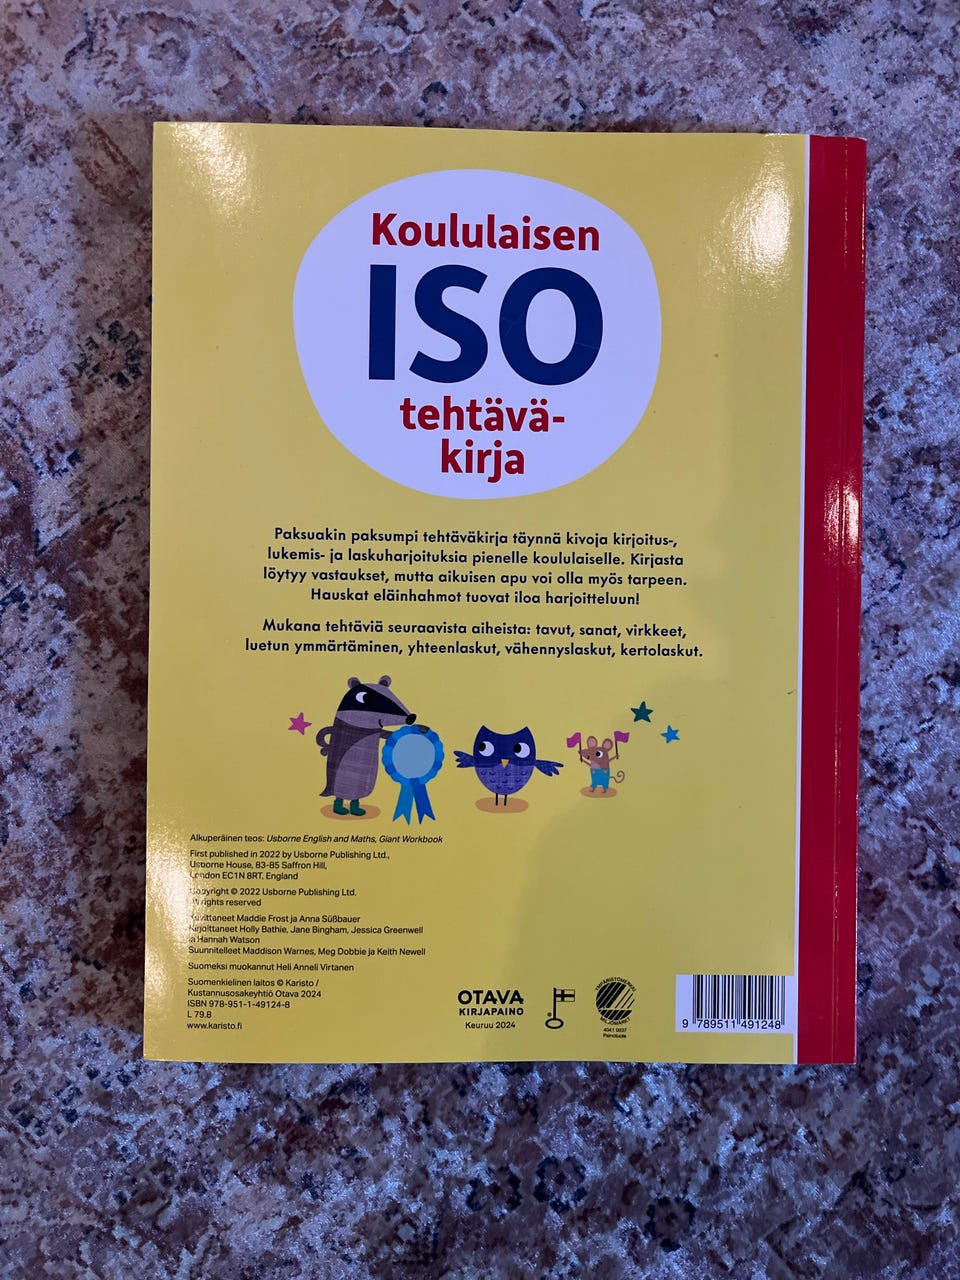 Koululaisen
ISO
tehtävä-
kirja
Paksuakin paksumpi tehtäväkirja täynnä kivoja kirjoitus-,
lukemis- ja laskuharjoituksia pienelle koululaiselle. Kirjasta
löytyy vastaukset, mutta aikuisen apu voi olla myös tarpeen.
Hauskat eläinhahmot tuovat iloa harjoitteluun!
Mukana tehtäviä seuraavista aiheista: tavut, sanat, virkkeet,
luetun ymmärtäminen, yhteenlaskut, vähennyslaskut, kertolaskut.
Alkuperäinen teos: Usborne English and Maths, Giant Workbook
First published in 2022 by Usborne Publishing Ltd.,
Usborne House, 83-85 Saffron Hill,
London EC1N 8RT, England
Copyright © 2022 Usborne Publishing Ltd.
All rights reserved
Kuvittaneet Maddie Frost ja Anna Süßbauer
Kirjoittaneet Holly Bathie, Jane Bingham, Jessica Greenwell
ja Hannah Watson
Suunnitelleet Maddison Warnes, Meg Dobbie ja Keith Newell
Suomeksi muokannut Heli Anneli Virtanen
Suomenkielinen laitos © Karisto /
Kustannusosakeyhtiö Otava 2024
ISBN 978-951-1-49124-8
L 79.8
www.karisto.fi
OTAVA
KIRJAPAINO
Keuruu 2024
YMPÄRISTÖMERKKI
MILJÖMÄRKT
4041 0037
Painotuote
9 789511 491248